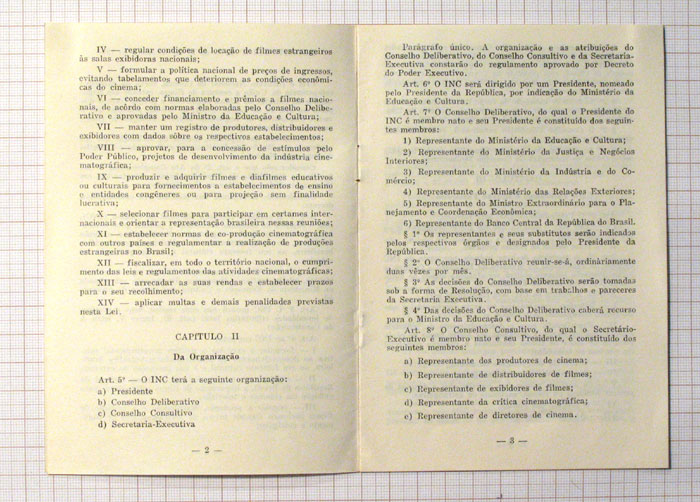 IV — regular condições de locação de filmes estrangeiros
às salas exibidoras nacionais;
V — formular a política nacional de preços de ingressos,
evitando tabelamentos que deteriorem as condições econômi-
cas do cinema;
VI — conceder financiamento e prêmios a filmes nacio-
nais, de acôrdo com normas elaboradas pelo Conselho Delibe-
rativo e aprovadas pelo Ministro da Educação e Cultura;
VII — manter um registro de produtores, distribuidores e
exibidores com dados sôbre os respectivos estabelecimentos;
VIII — aprovar, para a concessão de estímulos pelo
Poder Público, projetos de desenvolvimento da indústria cine-
matográfica;
IX — produzir e adquirir filmes e diafilmes educativos
ou culturais para fornecimentos a estabelecimentos de ensino
e entidades congêneres ou para projeção sem finalidade
lucrativa;
X — selecionar filmes para participar em certames inter-
nacionais e orientar a representação brasileira nessas reuniões;
XI — estabelecer normas de co-produção cinematográfica
com outros países e regulamentar a realização de produções
estrangeiras no Brasil;
XII — fiscalizar, em todo o território nacional, o cumpri-
mento das leis e regulamentos das atividades cinematográficas;
XIII — arrecadar as suas rendas e estabelecer prazos
para o seu recolhimento;
XIV — aplicar multas e demais penalidades previstas
nesta Lei.
CAPÍTULO II
Da Organização
Art. 5º — O INC terá a seguinte organização:
a) Presidente
b) Conselho Deliberativo
c) Conselho Consultivo
d) Secretaria-Executiva
— 2 —
Parágrafo único. A organização e as atribuições do
Conselho Deliberativo, do Conselho Consultivo e da Secretaria-
Executiva constarão do regulamento aprovado por Decreto
do Poder Executivo.
Art. 6º O INC será dirigido por um Presidente, nomeado
pelo Presidente da República, por indicação do Ministério da
Educação e Cultura.
Art. 7º O Conselho Deliberativo, do qual o Presidente do
INC é membro nato e seu Presidente é constituído dos seguin-
tes membros:
1) Representante do Ministério da Educação e Cultura;
2) Representante do Ministério da Justiça e Negócios
Interiores;
3) Representante do Ministério da Indústria e do Co-
mércio;
4) Representante do Ministério das Relações Exteriores;
5) Representante do Ministro Extraordinário para o Pla-
nejamento e Coordenação Econômica;
6) Representante do Banco Central da República do Brasil.
§ 1º Os representantes e seus substitutos serão indicados
pelos respectivos órgãos e designados pelo Presidente da
República.
§ 2º O Conselho Deliberativo reunir-se-á, ordinàriamente
duas vêzes por mês.
§ 3º As decisões do Conselho Deliberativo serão tomadas
sob a forma de Resolução, com base em trabalhos e pareceres
da Secretaria Executiva.
§ 4º Das decisões do Conselho Deliberativo caberá recurso
para o Ministro da Educação e Cultura.
Art. 8º O Conselho Consultivo, do qual o Secretário-
Executivo é membro nato e seu Presidente, é constituído dos
seguintes membros:
a) Representante dos produtores de cinema;
b) Representante de distribuidores de filmes;
c) Representante de exibidores de filmes;
d) Representante da crítica cinematográfica;
e) Representante de diretores de cinema.
— 3 —